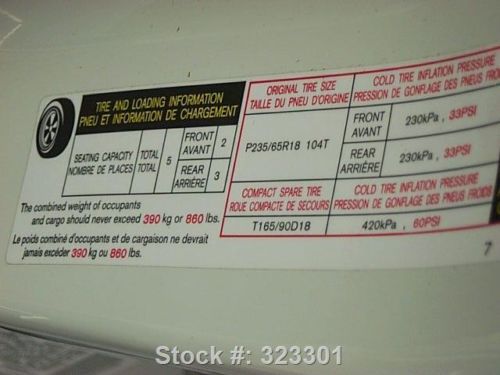 TIRE AND LOADING INFORMATION
PNEU ET INFORMATION DE CHARGEMENT
SEATING CAPACITY
NOMBRE DE PLACES
TOTAL
TOTAL
5
FRONT
AVANT
2
REAR
ARRIÈRE
3
The combined weight of occupants
and cargo should never exceed 390 kg or 860 lbs.
Le poids combiné d'occupants et de cargaison ne devrait
jamais excéder 390 kg ou 860 lbs.
ORIGINAL TIRE SIZE
TAILLE DU PNEU D'ORIGINE
COLD TIRE INFLATION PRESSURE
PRESSION DE GONFLAGE DES PNEUS FROIDS
P235/65R18 104T
FRONT
AVANT
230kPa , 33PSI
REAR
ARRIÈRE
230kPa , 33PSI
COMPACT SPARE TIRE
ROUE COMPACTE DE SECOURS
COLD TIRE INFLATION PRESSURE
PRESSION DE GONFLAGE DES PNEUS FROIDS
T165/90D18
420kPa , 60PSI
7
Stock #: 323301